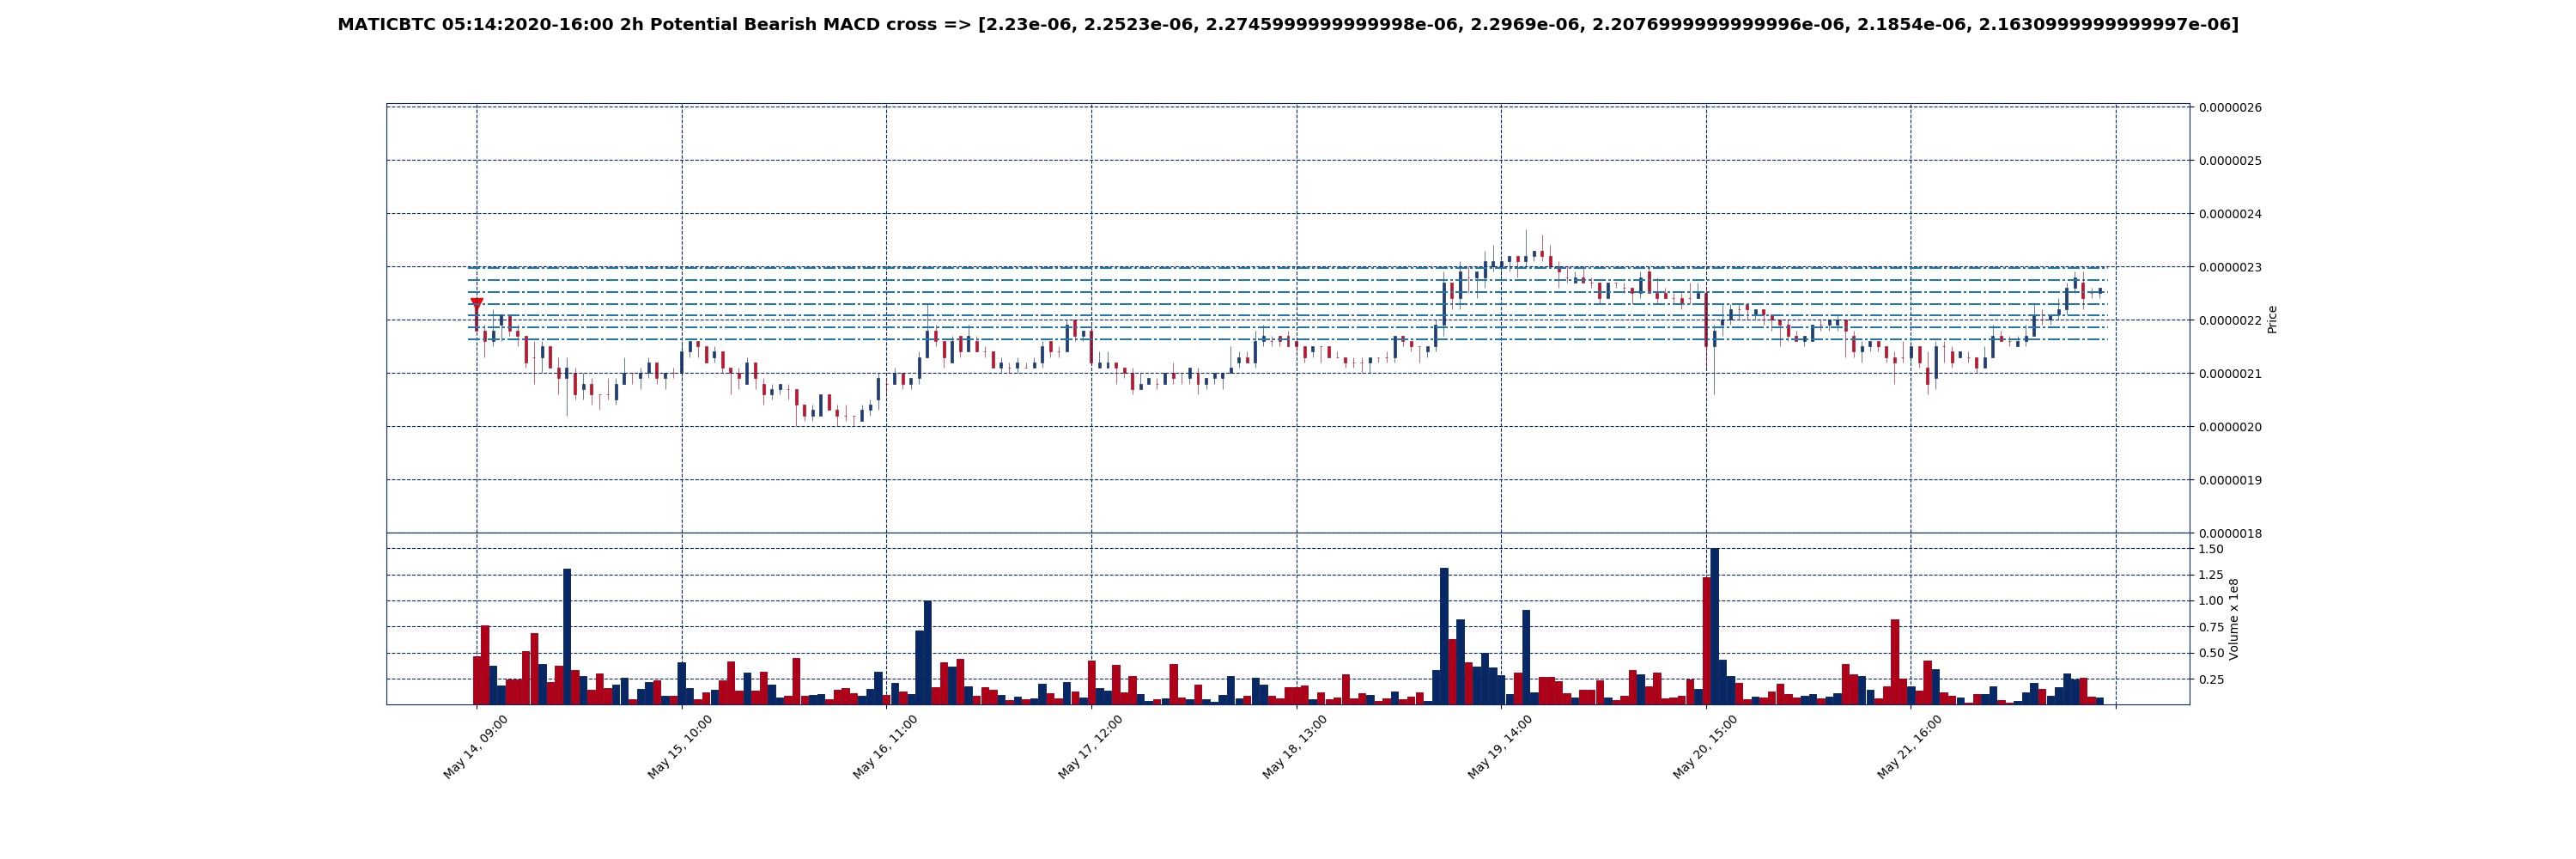 MATICBTC 05:14:2020-16:00 2h Potential Bearish MACD cross => [2.23e-06, 2.2523e-06, 2.2745999999999998e-06, 2.2969e-06, 2.2076999999999996e-06, 2.1854e-06, 2.1630999999999997e-06]
0.0000026
0.0000025
0.0000024
0.0000023
0.0000022
0.0000021
0.0000020
0.0000019
0.0000018
Price
1.50
1.25
1.00
0.75
0.50
0.25
Volume x 1e8
May 14, 09:00
May 15, 10:00
May 16, 11:00
May 17, 12:00
May 18, 13:00
May 19, 14:00
May 20, 15:00
May 21, 16:00